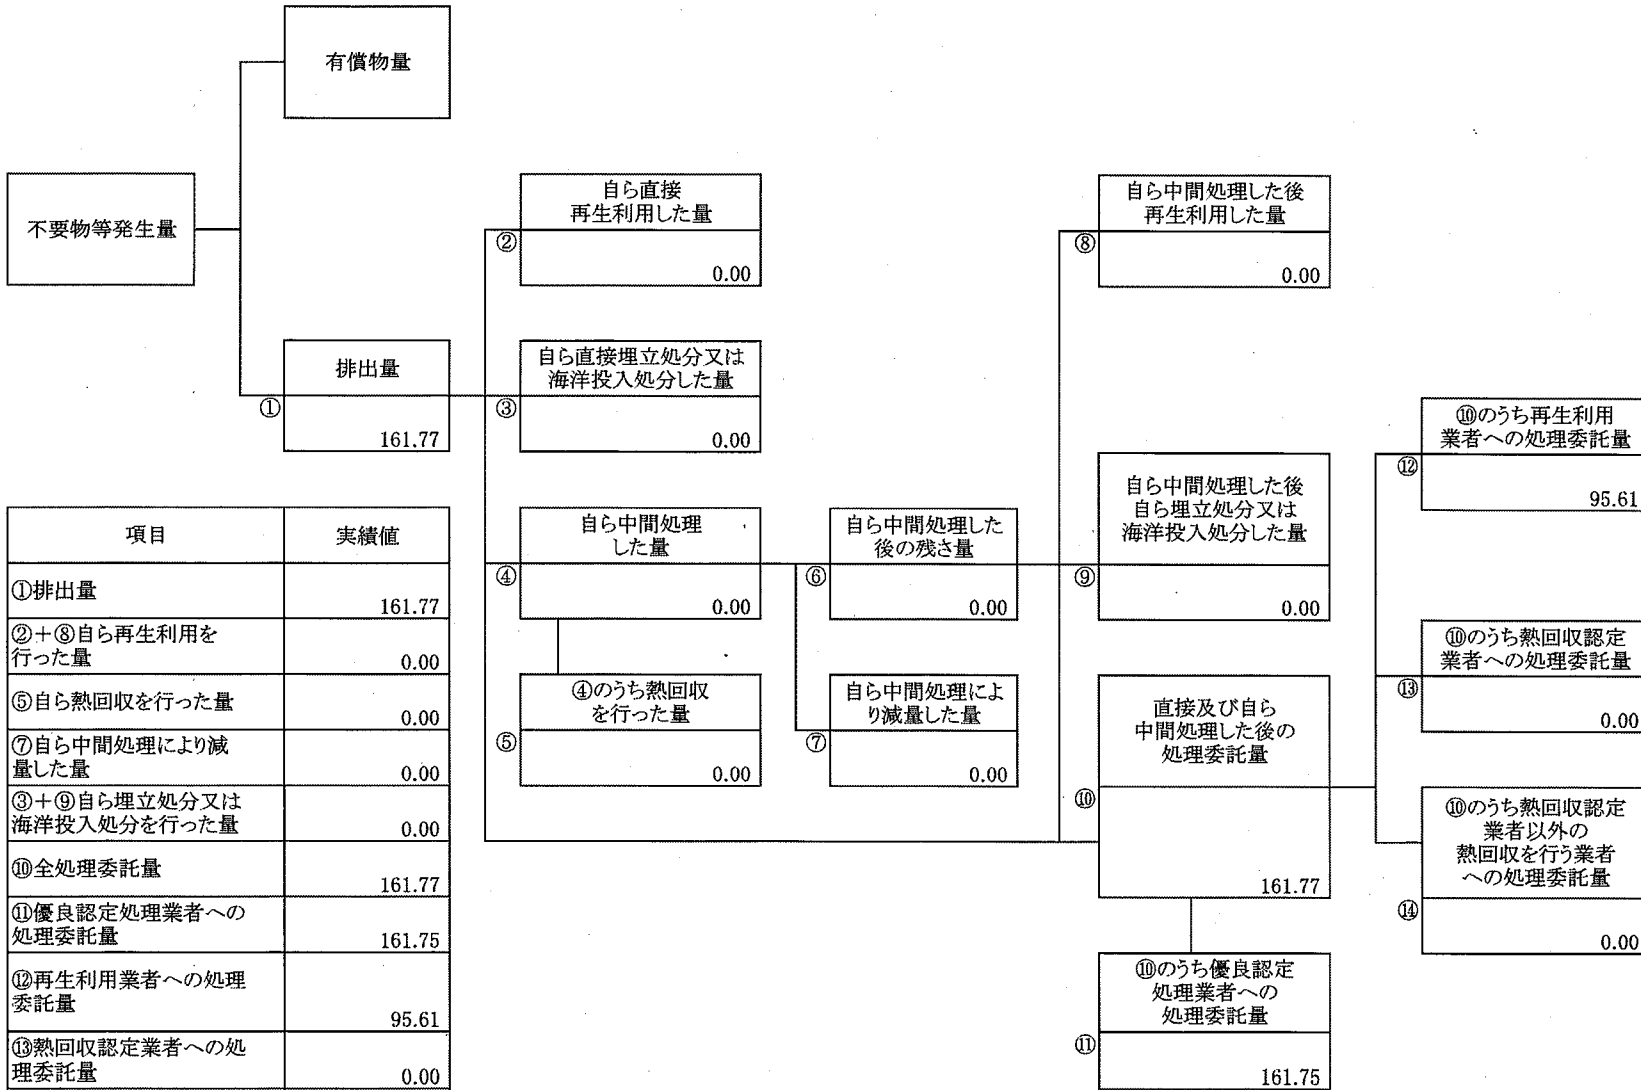 有償物量
不要物等発生量
排出量
①
161.77
自ら直接
再生利用した量
②
0.00
自ら直接埋立処分又は
海洋投入処分した量
③
0.00
自ら中間処理
した量
④
0.00
④のうち熱回収
を行った量
⑤
0.00
自ら中間処理した
後の残さ量
⑥
0.00
自ら中間処理によ
り減量した量
⑦
0.00
自ら中間処理した後
再生利用した量
⑧
0.00
自ら中間処理した後
自ら埋立処分又は
海洋投入処分した量
⑨
0.00
直接及び自ら
中間処理した後の
処理委託量
⑩
161.77
⑩のうち優良認定
処理業者への
処理委託量
⑪
161.75
⑩のうち再生利用
業者への処理委託量
⑫
95.61
⑩のうち熱回収認定
業者への処理委託量
⑬
0.00
⑩のうち熱回収認定
業者以外の
熱回収を行う業者
への処理委託量
⑭
0.00
項目 実績値
①排出量
161.77
②+⑧自ら再生利用を
行った量 0.00
⑤自ら熱回収を行った量
0.00
⑦自ら中間処理により減
量した量 0.00
③+⑨自ら埋立処分又は
海洋投入処分を行った量 0.00
⑩全処理委託量
161.77
⑪優良認定処理業者への
処理委託量 161.75
⑫再生利用業者への処理
委託量
95.61
⑬熱回収認定業者への処
理委託量 0.00